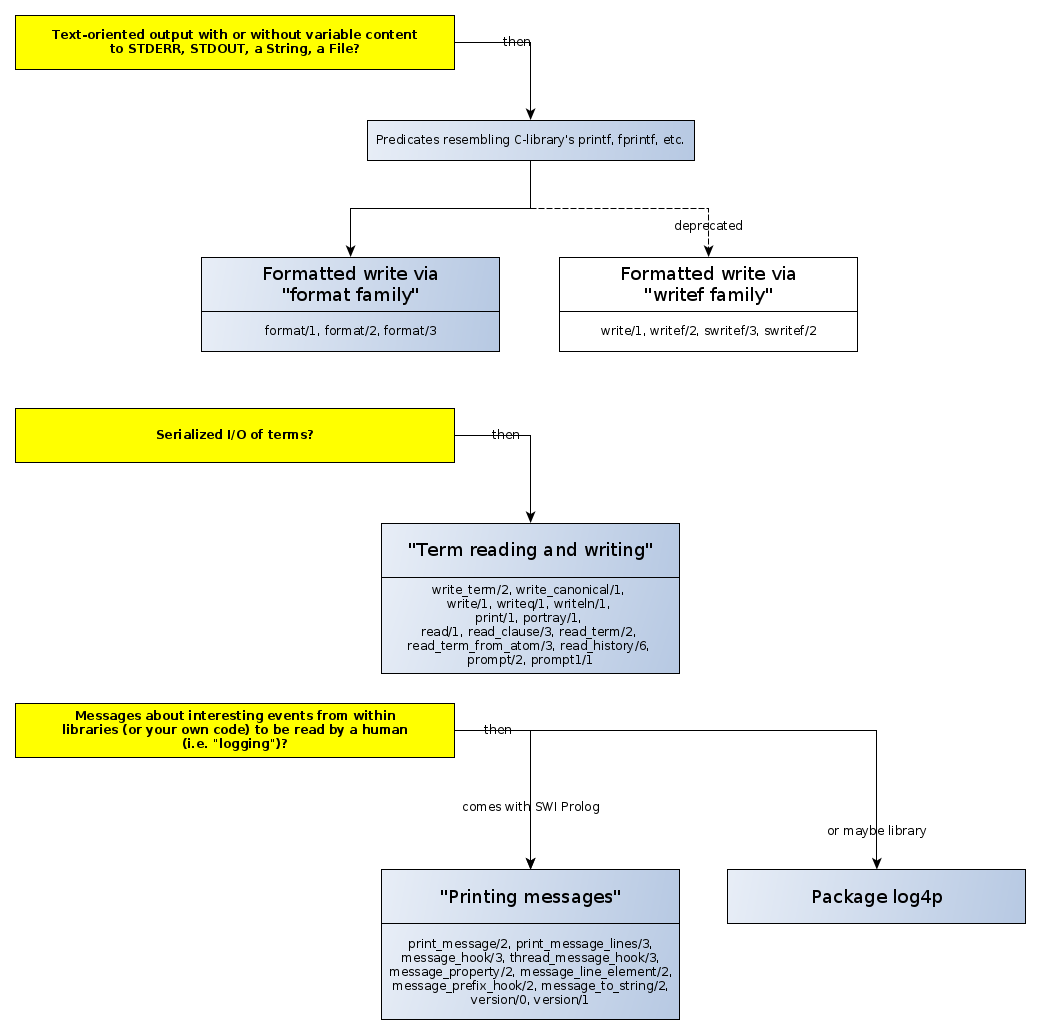 Text-oriented output with or without variable content
to STDERR, STDOUT, a String, a File?
then
Predicates resembling C-library's printf, fprintf, etc.
deprecated
Formatted write via
"format family"
format/1, format/2, format/3
Formatted write via
"writef family"
write/1, writef/2, swritef/3, swritef/2
Serialized I/O of terms?
then
"Term reading and writing"
write_term/2, write_canonical/1,
write/1, writeq/1, writeln/1,
print/1, portray/1,
read/1, read_clause/3, read_term/2,
read_term_from_atom/3, read_history/6,
prompt/2, prompt1/1
Messages about interesting events from within
libraries (or your own code) to be read by a human
(i.e. "logging")?
then
comes with SWI Prolog
or maybe library
"Printing messages"
print_message/2, print_message_lines/3,
message_hook/3, thread_message_hook/3,
message_property/2, message_line_element/2,
message_prefix_hook/2, message_to_string/2,
version/0, version/1
Package log4p